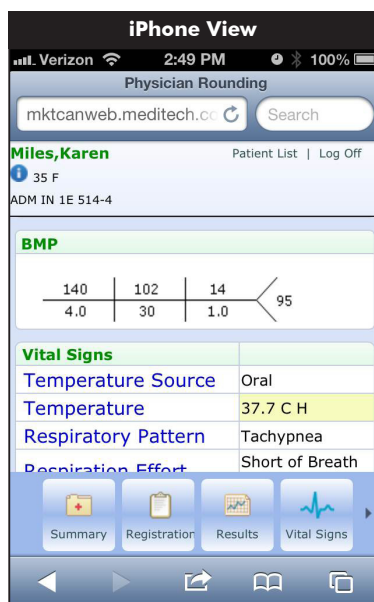 iPhone View
Verizon 2:49 PM 100%
Physician Rounding
mktcanweb.meditech.cc Search
Miles,Karen Patient List | Log Off
35 F
ADM IN 1E 514-4
BMP
140 102 14
95
4.0 30 1.0
Vital Signs
Temperature Source Oral
Temperature 37.7 C H
Respiratory Pattern Tachypnea
Respiration Effort Short of Breath
Summary Registration Results Vital Signs